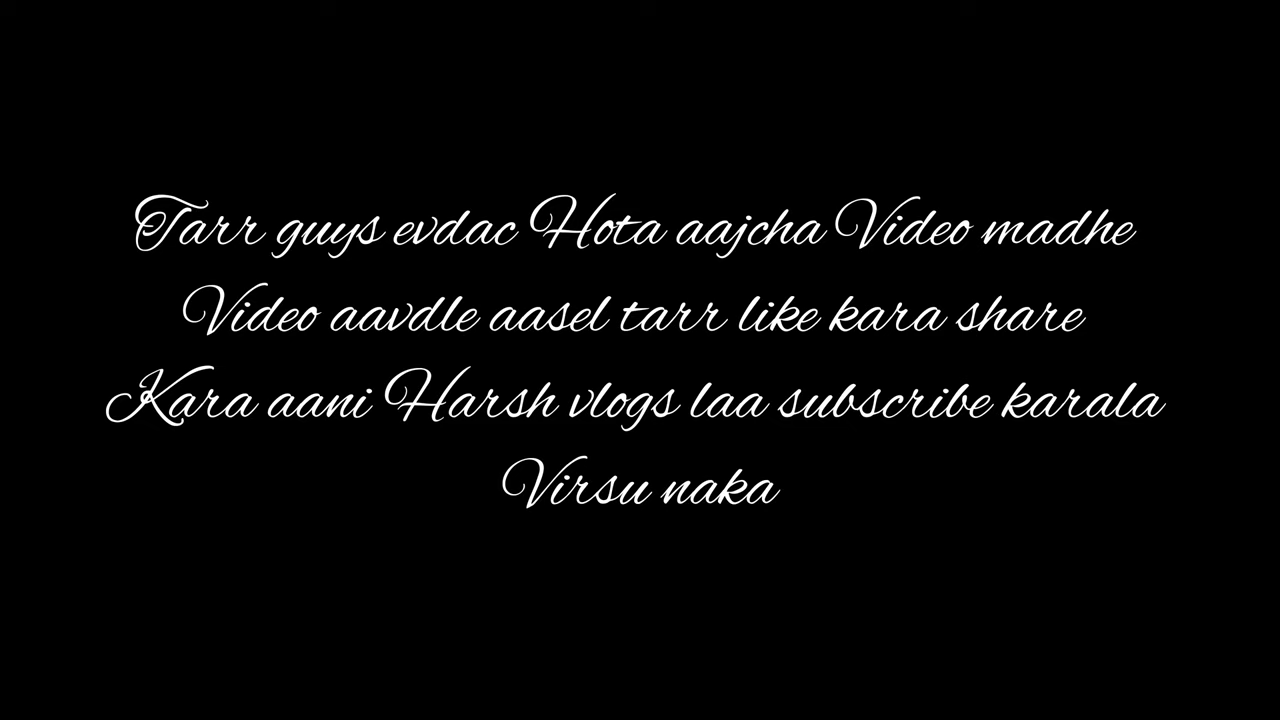 Tarr guys evdac Hota aajcha Video madhe
Video aavdle aasel tarr like kara share
Kara aani Harsh vlogs laa subscribe karala
Virsu naka